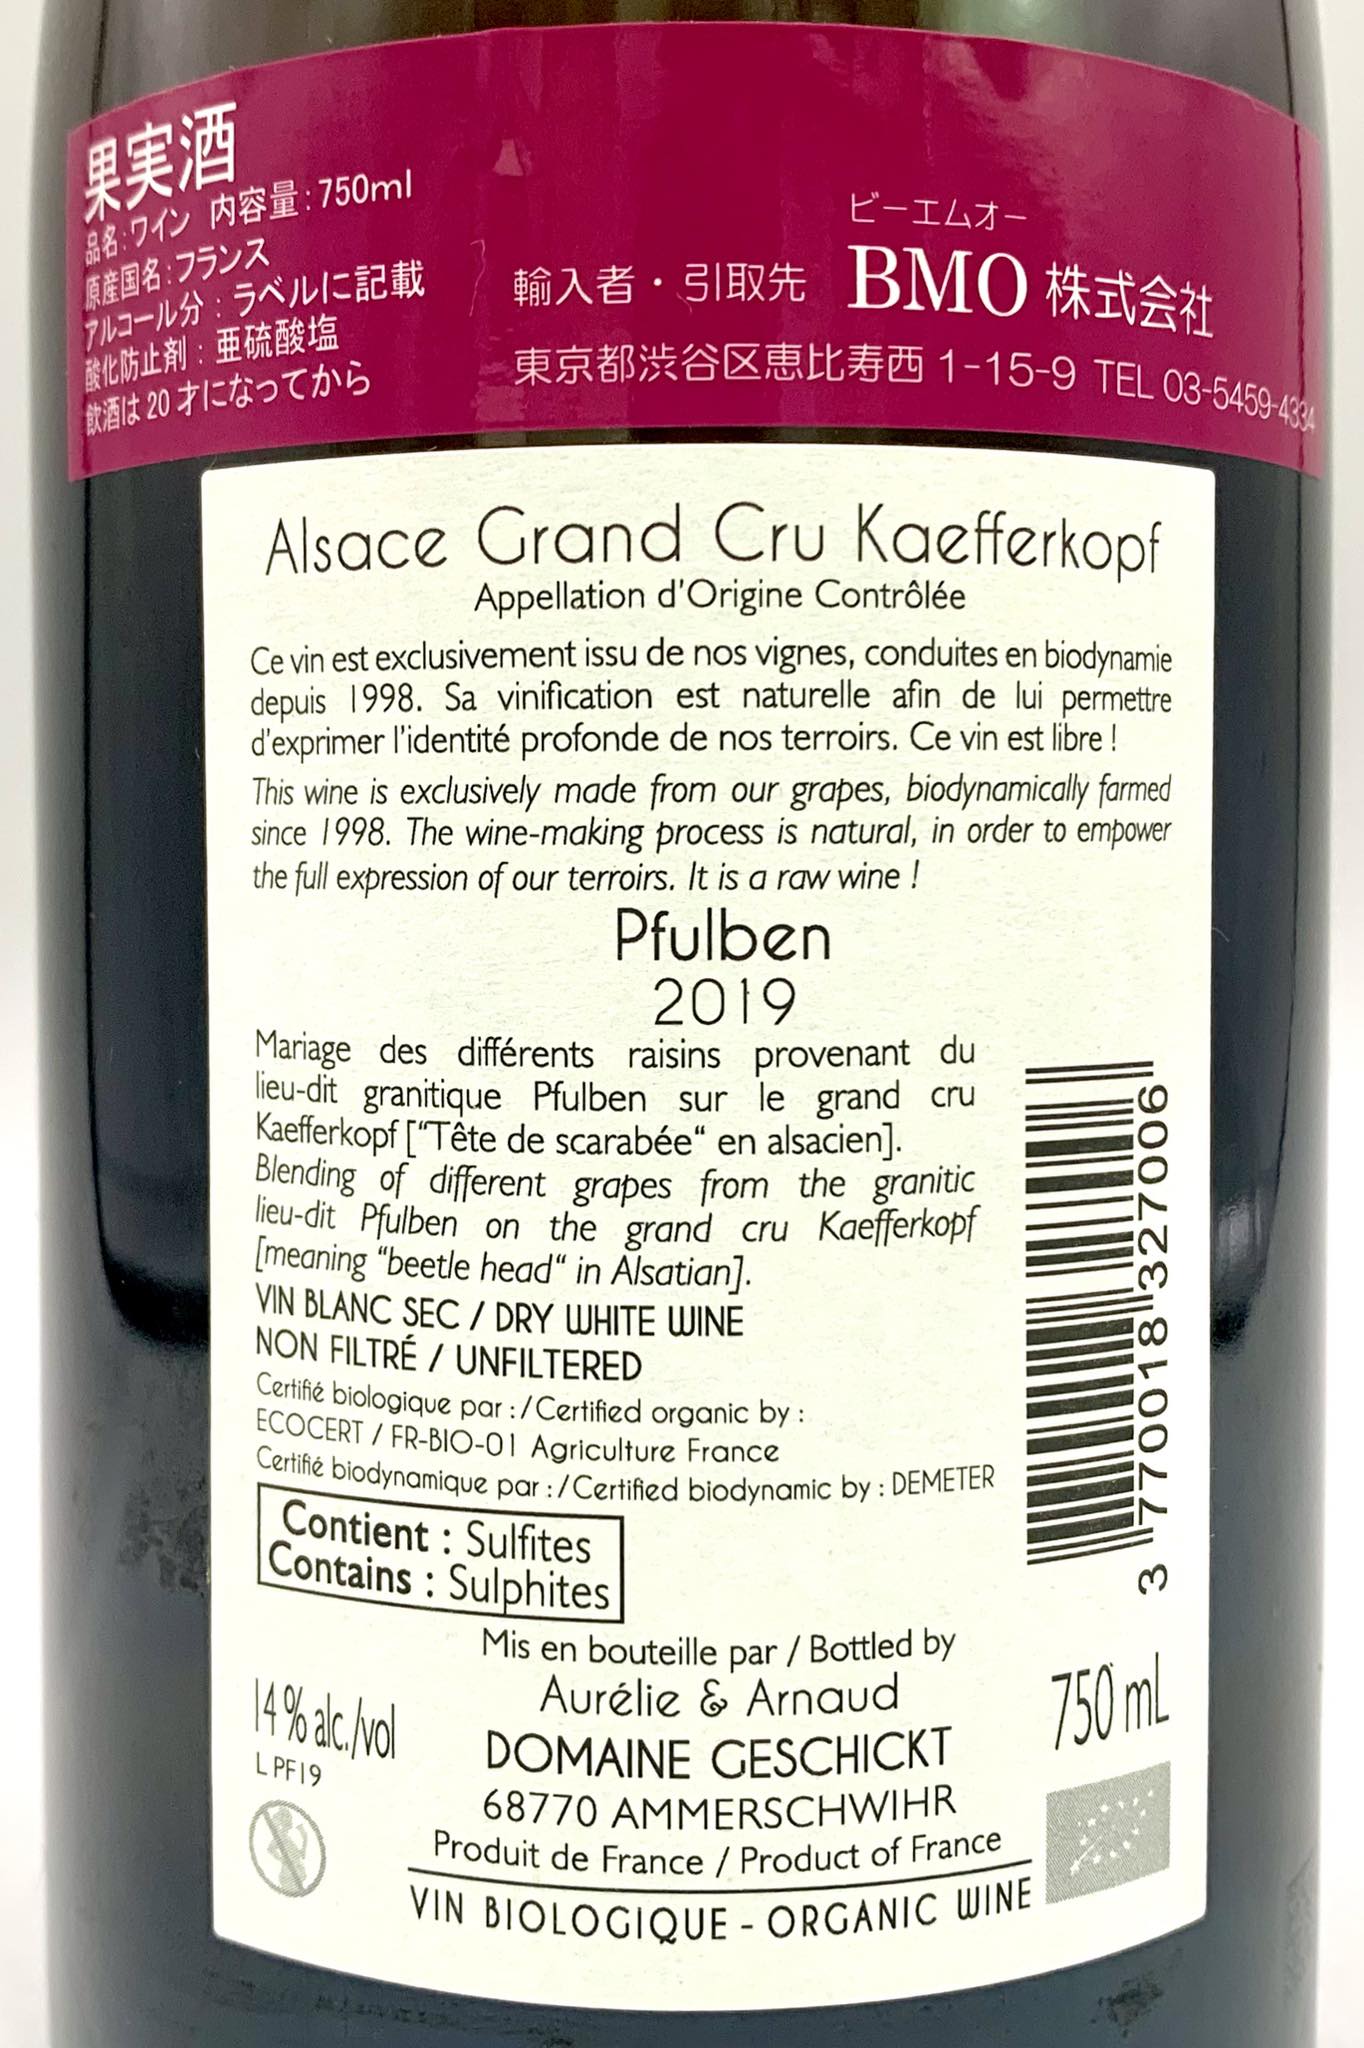 果実酒
品名:ワイン 内容量:750ml
原産国名:フランス
アルコール分:ラベルに記載
酸化防止剤:亜硫酸塩
飲酒は20才になってから
ビーエムオー
輸入者・引取先 BMO 株式会社
東京都渋谷区恵比寿西 1-15-9 TEL 03-5459-4334
Alsace Grand Cru Kaefferkopf
Appellation d'Origine Contrôlée
Ce vin est exclusivement issu de nos vignes, conduites en biodynamie
depuis 1998. Sa vinification est naturelle afin de lui permettre
d'exprimer l'identité profonde de nos terroirs. Ce vin est libre !
This wine is exclusively made from our grapes, biodynamically farmed
since 1998. The wine-making process is natural, in order to empower
the full expression of our terroirs. It is a raw wine !
Pfulben
2019
Mariage des différents raisins provenant du
lieu-dit granitique Pfulben sur le grand cru
Kaefferkopf ["Tête de scarabée" en alsacien].
Blending of different grapes from the granitic
lieu-dit Pfulben on the grand cru Kaefferkopf
[meaning "beetle head" in Alsatian].
VIN BLANC SEC / DRY WHITE WINE
NON FILTRÉ / UNFILTERED
Certifié biologique par : / Certified organic by :
ECOCERT / FR-BIO-01 Agriculture France
Certifié biodynamique par : / Certified biodynamic by : DEMETER
Contient : Sulfites
Contains : Sulphites
3 770018 327006
Mis en bouteille par / Bottled by
Aurélie & Arnaud
DOMAINE GESCHICKT
68770 AMMERSCHWIHR
Produit de France / Product of France
VIN BIOLOGIQUE - ORGANIC WINE
14 % alc./vol
L PF19
750 mL